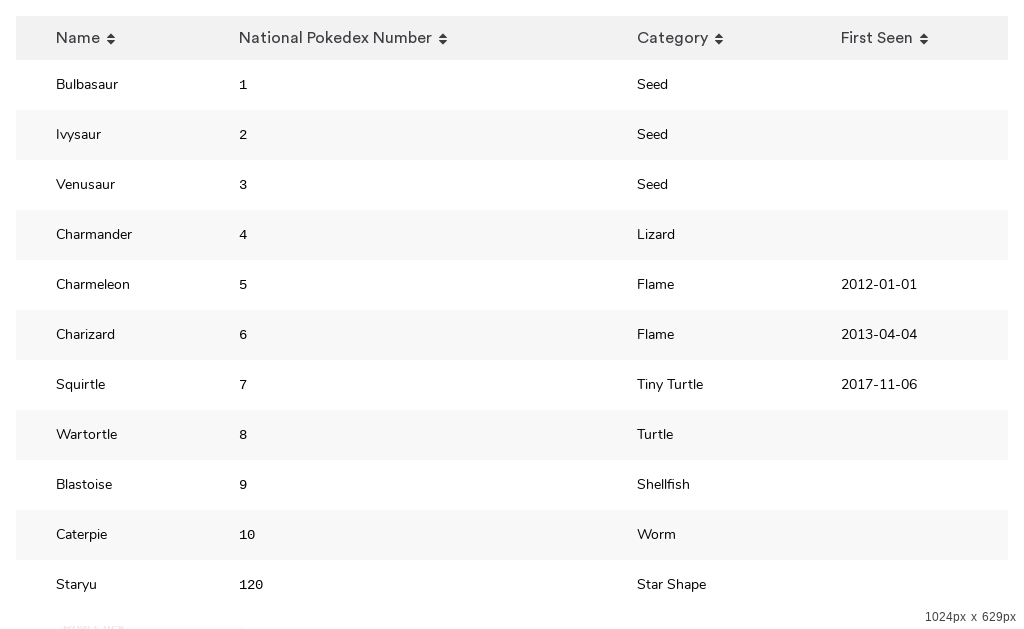 Name National Pokedex Number Category First Seen
Bulbasaur 1 Seed
Ivysaur 2 Seed
Venusaur 3 Seed
Charmander 4 Lizard
Charmeleon 5 Flame 2012-01-01
Charizard 6 Flame 2013-04-04
Squirtle 7 Tiny Turtle 2017-11-06
Wartortle 8 Turtle
Blastoise 9 Shellfish
Caterpie 10 Worm
Staryu 120 Star Shape
1024px x 629px